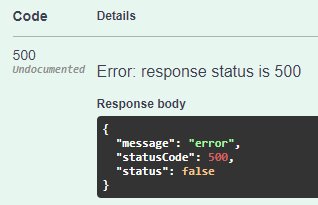 Code Details
500
Undocumented
Error: response status is 500
Response body
{
  "message": "error",
  "statusCode": 500,
  "status": false
}